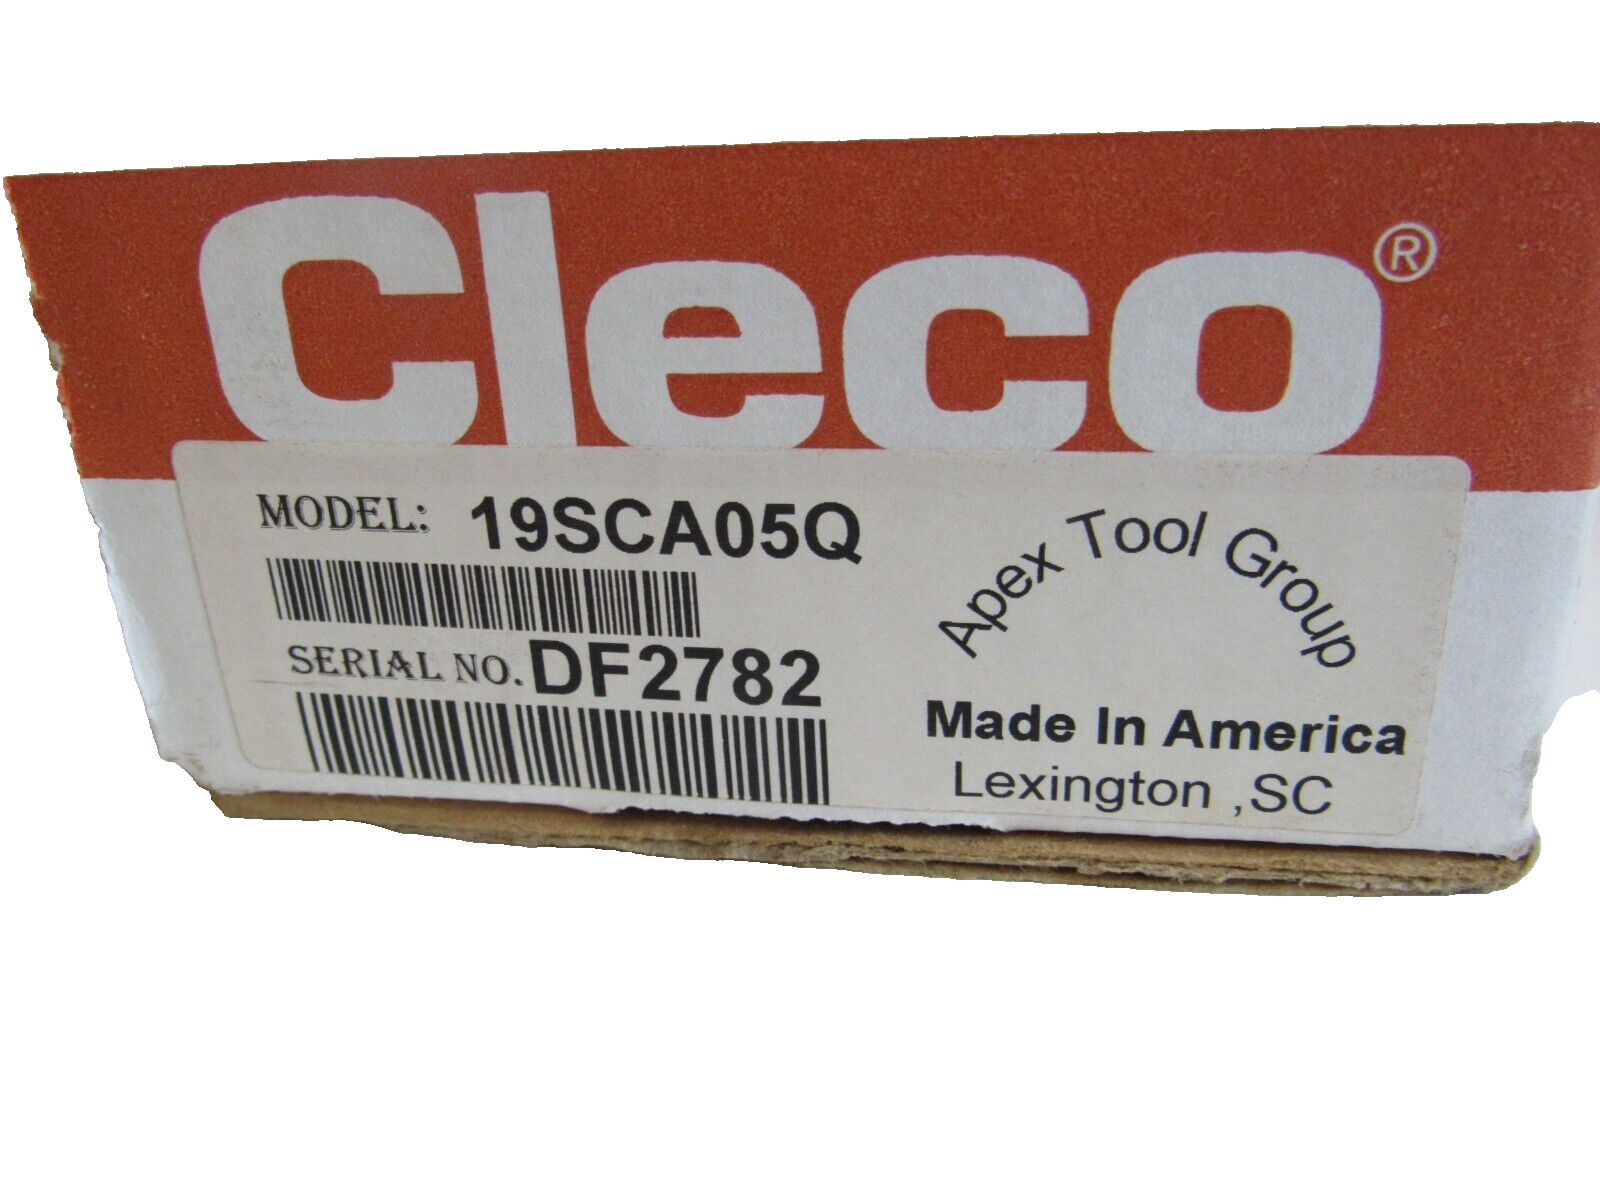 Cleco®
MODEL: 19SCA05Q
SERIAL NO. DF2782
Apex Tool Group
Made In America
Lexington ,SC